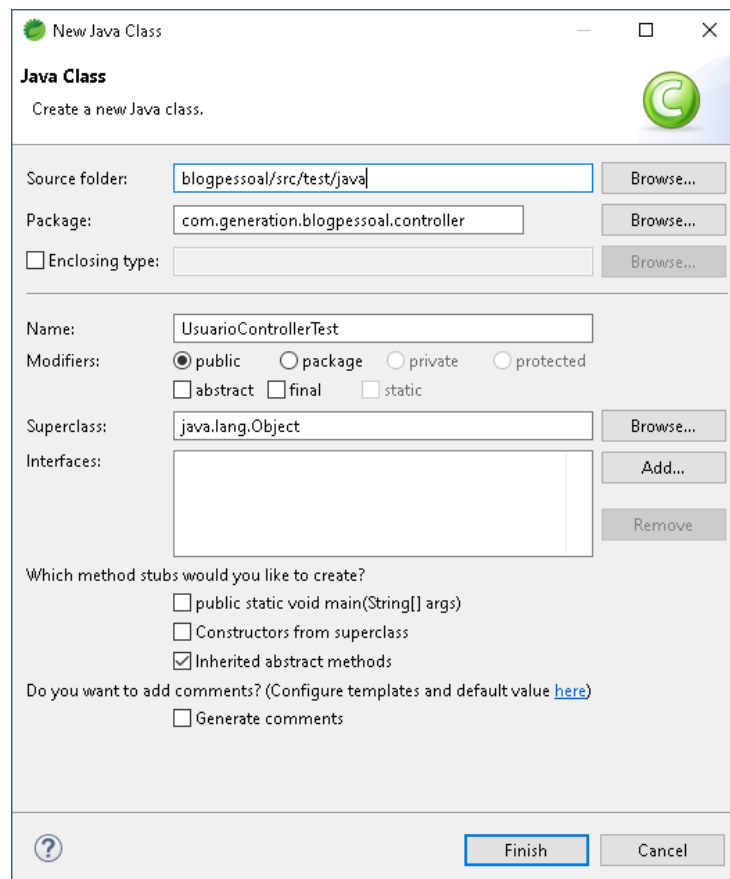 New Java Class
Java Class
Create a new Java class.
Source folder: blogpessoal/src/test/java Browse...
Package: com.generation.blogpessoal.controller Browse...
Enclosing type: Browse...
Name: UsuarioControllerTest
Modifiers: public package private protected
abstract final static
Superclass: java.lang.Object Browse...
Interfaces: Add...
Remove
Which method stubs would you like to create?
public static void main(String[] args)
Constructors from superclass
Inherited abstract methods
Do you want to add comments? (Configure templates and default value here)
Generate comments
? Finish Cancel